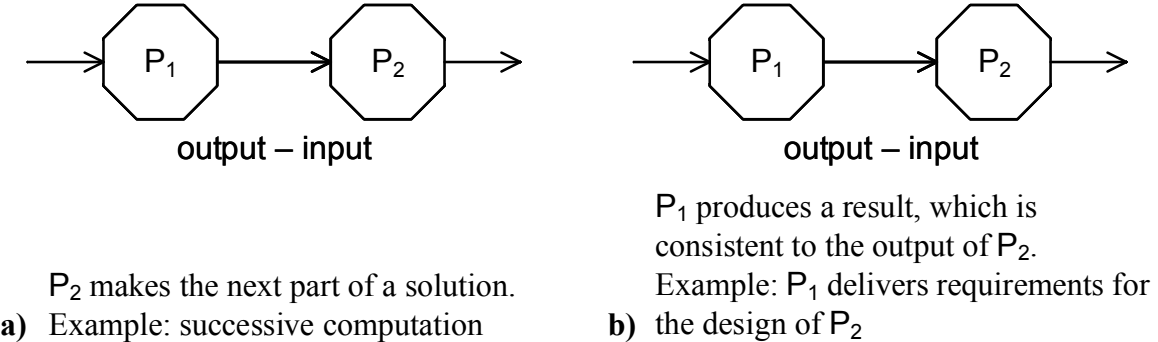 P₁ P₂
output – input
P₂ makes the next part of a solution.
a) Example: successive computation
P₁ P₂
output – input
P₁ produces a result, which is
consistent to the output of P₂.
Example: P₁ delivers requirements for
b) the design of P₂